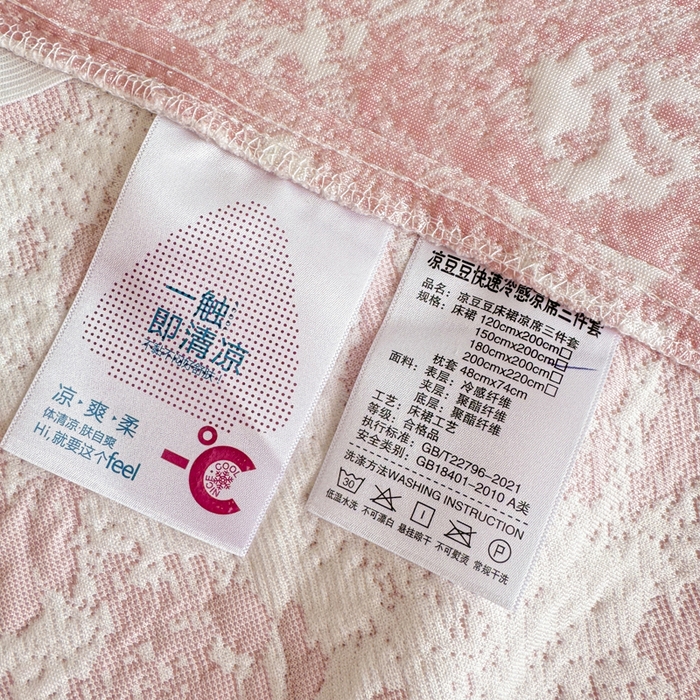 一触
即清凉
凉·爽·柔
体清凉·肤自爽
Hi,就要这个feel
-°C
COOL
NICE
凉豆豆快速冷感凉席三件套
品名：凉豆豆床裙凉席三件套
规格：床裙 120cmx200cm
150cmx200cm
180cmx200cm
200cmx220cm
枕套 48cmx74cm
面料：表层：冷感纤维
夹层：聚酯纤维
底层：聚酯纤维
工艺：床裙工艺
等级：合格品
执行标准：GB/T22796-2021
安全类别：GB18401-2010 A类
洗涤方法WASHING INSTRUCTION
30 P
低温水洗 不可漂白 悬挂晾干 不可熨烫 常规干洗